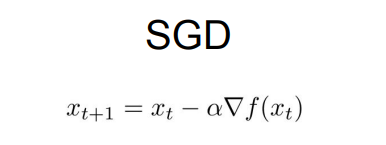 SGD
x_{t+1} = x_t − α∇f(x_t)